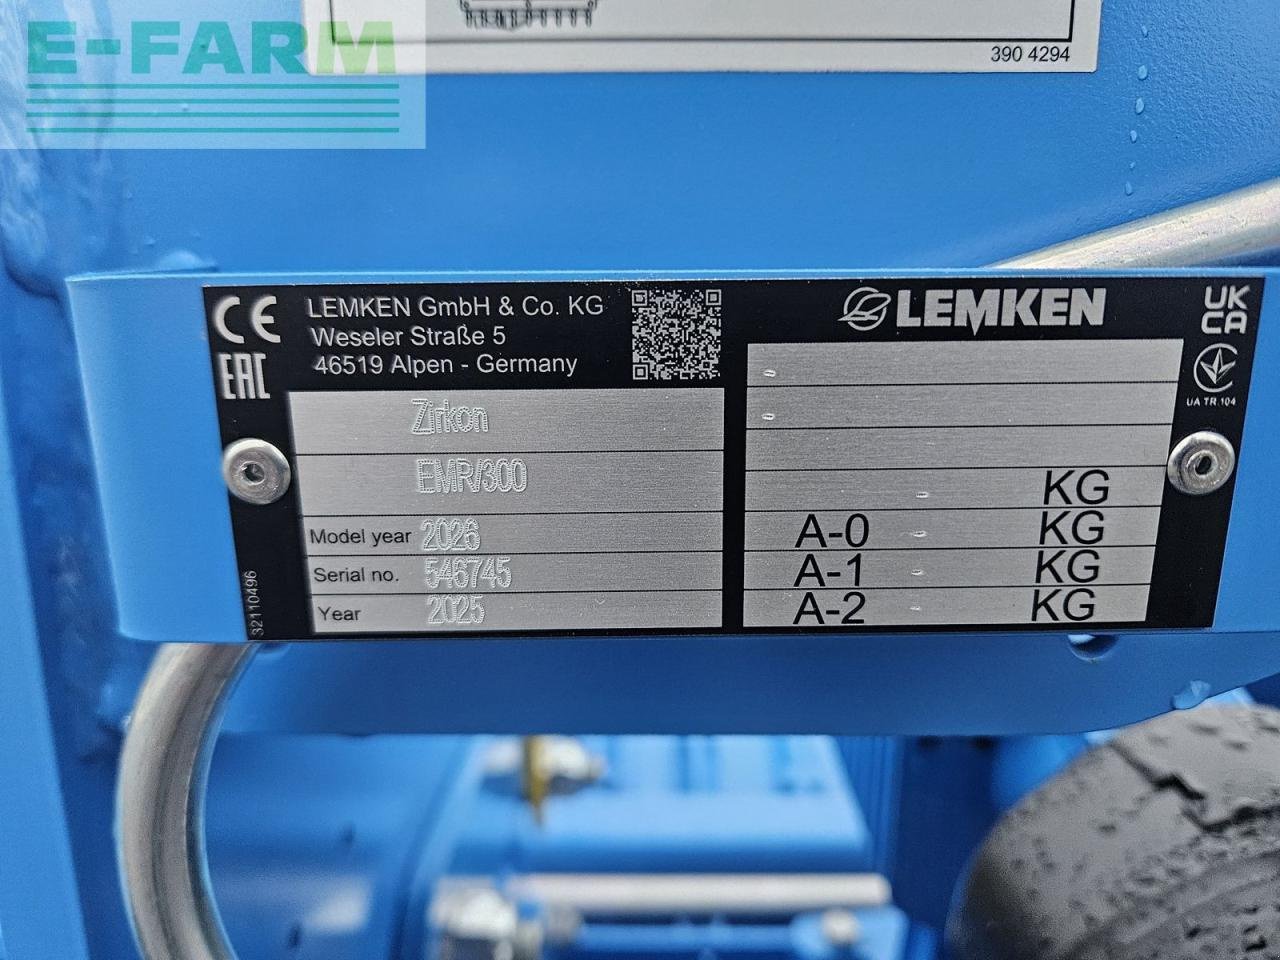 E-FARM
390 4294
CE
LEMKEN GmbH & Co. KG
Weseler Straße 5
46519 Alpen - Germany
EAC
LEMKEN
UK
CA
UA TR.104
Zirkon
EMR/300
Model year 2026
Serial no. 546745
Year 2025
32110496
-
-
- KG
A-0 - KG
A-1 - KG
A-2 - KG